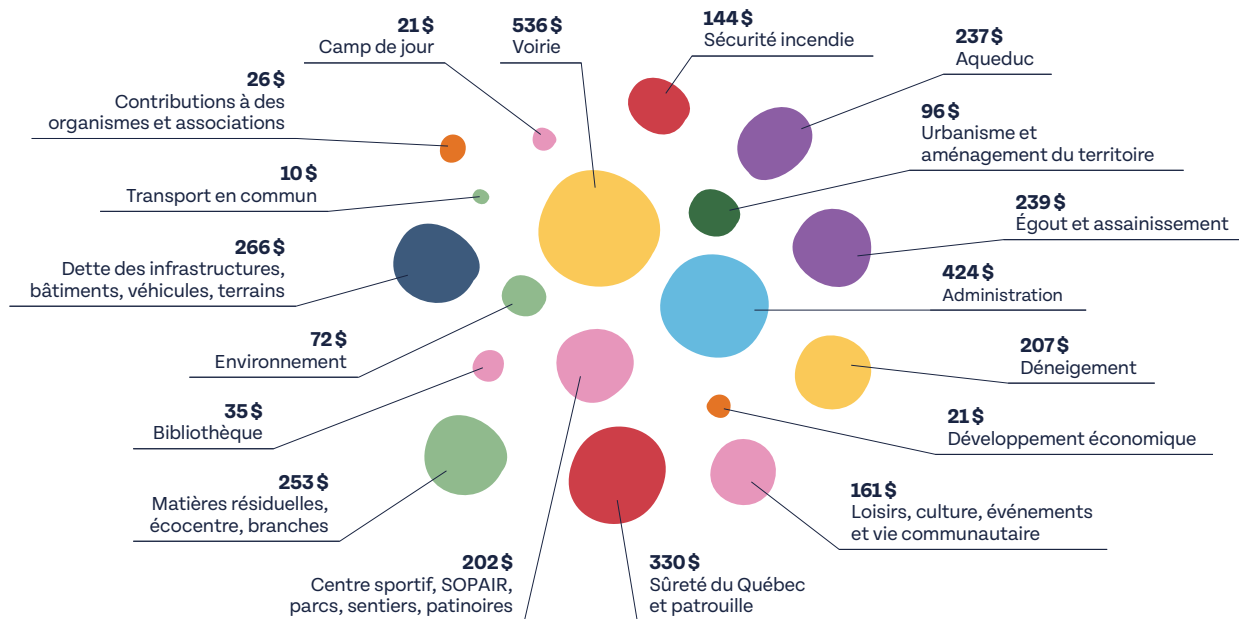 21 $
Camp de jour
536 $
Voirie
144 $
Sécurité incendie
237 $
Aqueduc
26 $
Contributions à des
organismes et associations
96 $
Urbanisme et
aménagement du territoire
10 $
Transport en commun
239 $
Égout et assainissement
266 $
Dette des infrastructures,
bâtiments, véhicules, terrains
424 $
Administration
72 $
Environnement
207 $
Déneigement
35 $
Bibliothèque
21 $
Développement économique
253 $
Matières résiduelles,
écocentre, branches
161 $
Loisirs, culture, événements
et vie communautaire
202 $
Centre sportif, SOPAIR,
parcs, sentiers, patinoires
330 $
Sûreté du Québec
et patrouille